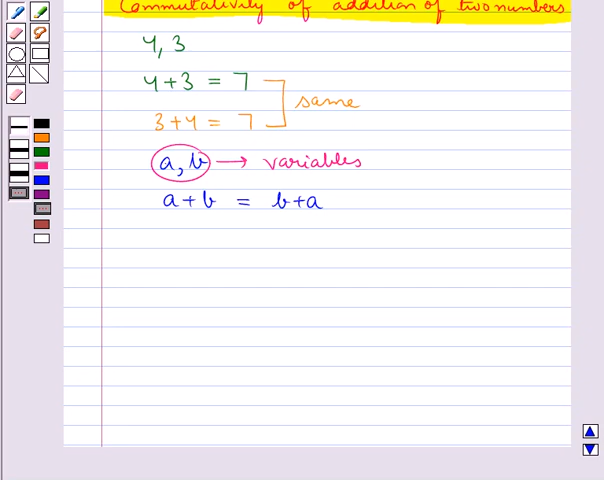 Commutativity of addition of two numbers
4, 3
4 + 3 = 7
same
3 + 4 = 7
a, b → variables
a + b = b + a